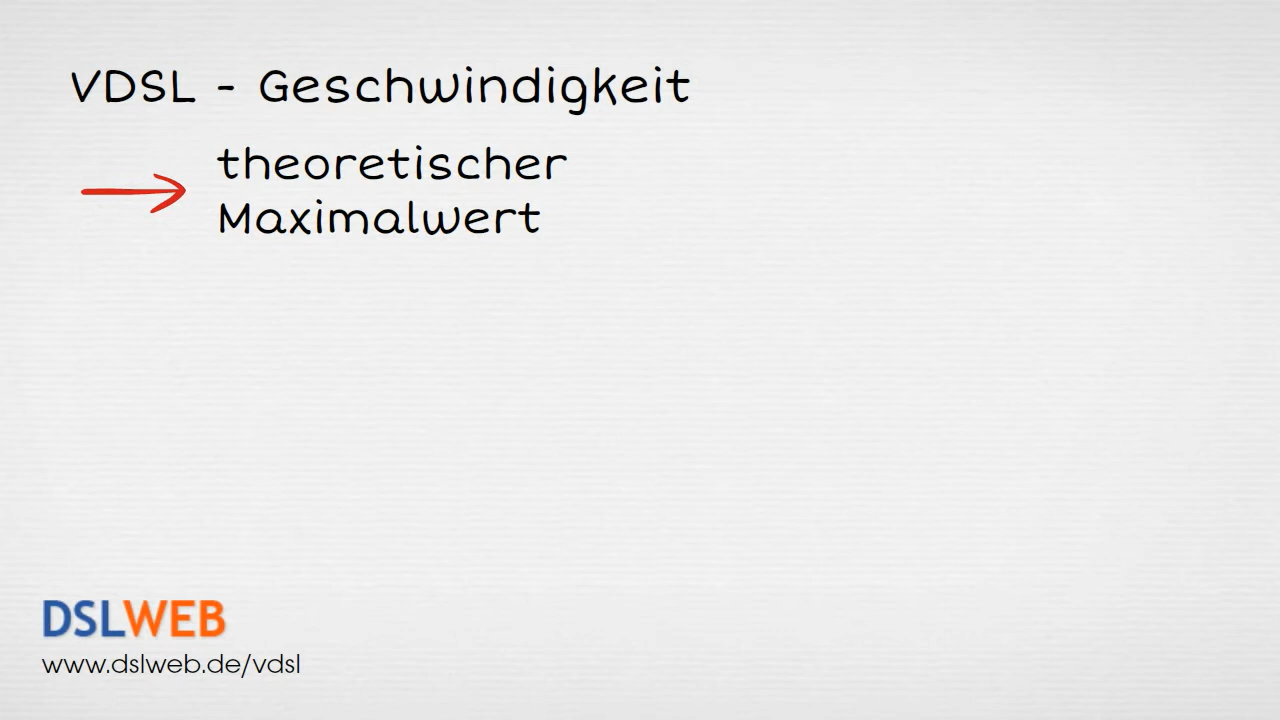 VDSL - Geschwindigkeit
theoretischer
Maximalwert
DSLWEB
www.dslweb.de/vdsl